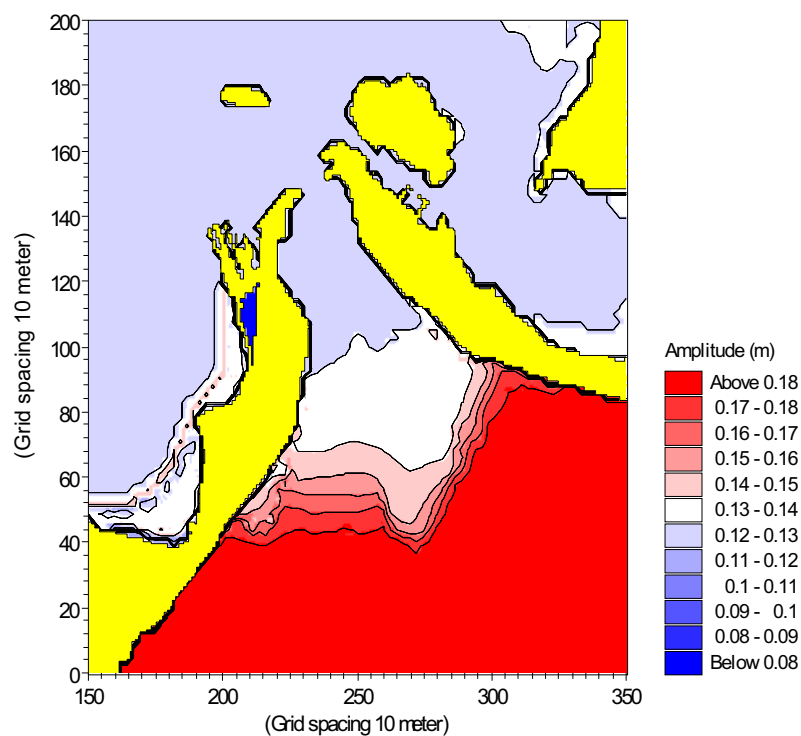 200
180
160
140
120
100
80
60
40
20
0
(Grid spacing 10 meter)
150
200
250
300
350
(Grid spacing 10 meter)
Amplitude (m)
Above 0.18
0.17 - 0.18
0.16 - 0.17
0.15 - 0.16
0.14 - 0.15
0.13 - 0.14
0.12 - 0.13
0.11 - 0.12
0.1 - 0.11
0.09 - 0.1
0.08 - 0.09
Below 0.08